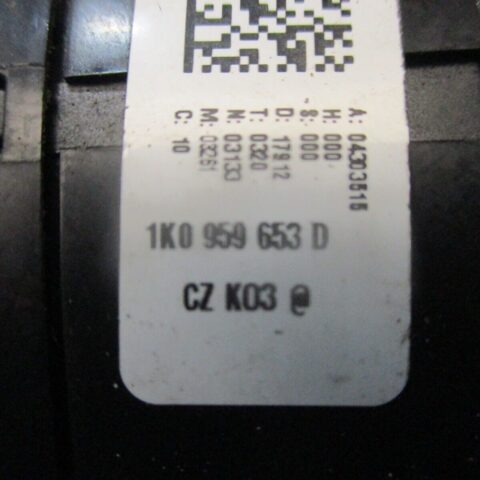 A: 04303515
H: 000
S: 000
D: 17912
T: 0320
N: 03133
M: 03261
C: 10
1K0 959 653 D
CZ K03 @